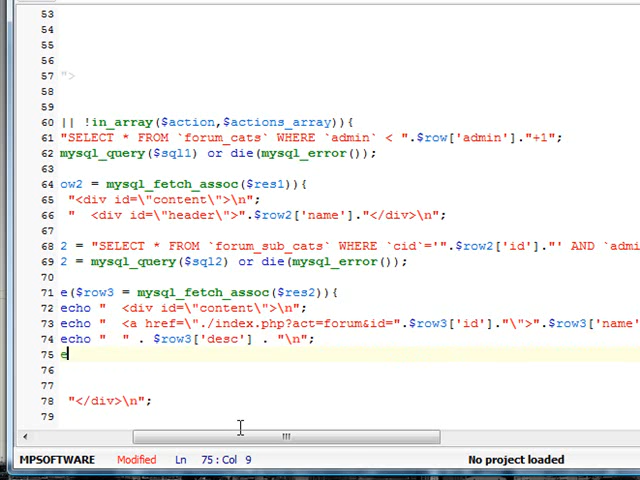 53
54
55
56
57 ">
58
59
60 || !in_array($action,$actions_array)){
61 "SELECT * FROM `forum_cats` WHERE `admin` < ".$row['admin']."+1";
62 mysql_query($sql1) or die(mysql_error());
63
64 ow2 = mysql_fetch_assoc($res1)){
65 "<div id=\"content\">\n";
66 "  <div id=\"header\">".$row2['name']."</div>\n";
67
68 2 = "SELECT * FROM `forum_sub_cats` WHERE `cid`='".$row2['id']."' AND `admi
69 2 = mysql_query($sql2) or die(mysql_error());
70
71 e($row3 = mysql_fetch_assoc($res2)){
72 echo "  <div id=\"content\">\n";
73 echo "  <a href=\"./index.php?act=forum&id=".$row3['id']."\">".$row3['name'
74 echo "  " . $row3['desc'] . "\n";
75 e
76
77
78 "</div>\n";
79
MPSOFTWARE Modified Ln 75 : Col 9 No project loaded